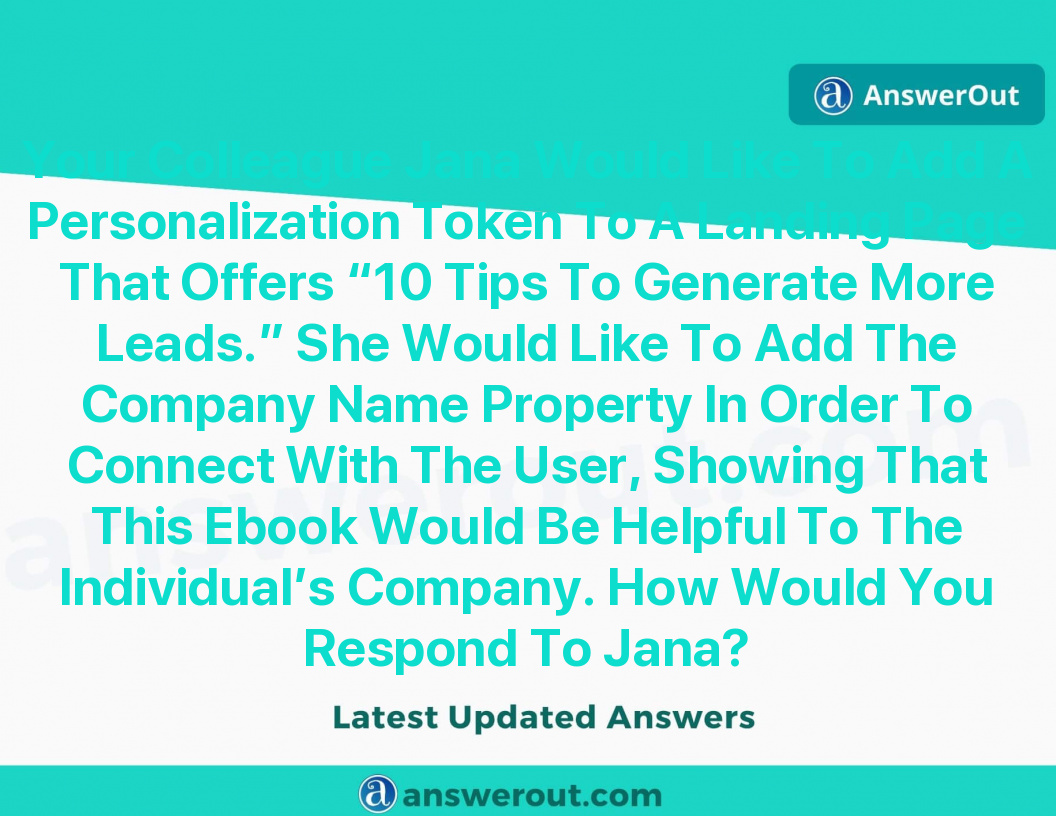 AnswerOut
Your Colleague Jana Would Like To Add A
Personalization Token To A Landing Page
That Offers “10 Tips To Generate More
Leads.” She Would Like To Add The
Company Name Property In Order To
Connect With The User, Showing That
This Ebook Would Be Helpful To The
Individual’s Company. How Would You
Respond To Jana?
answerout.com
Latest Updated Answers
answerout.com